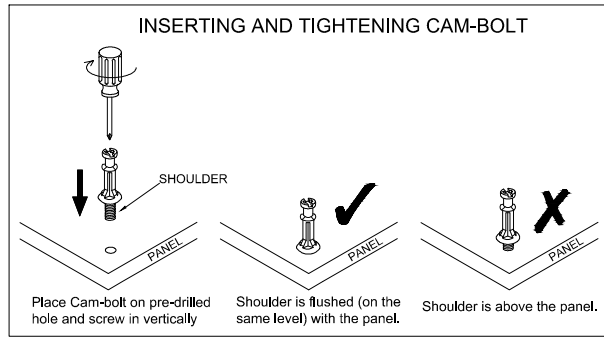 INSERTING AND TIGHTENING CAM-BOLT
SHOULDER
PANEL
Place Cam-bolt on pre-drilled
hole and screw in vertically
PANEL
Shoulder is flushed (on the
same level) with the panel.
PANEL
Shoulder is above the panel.